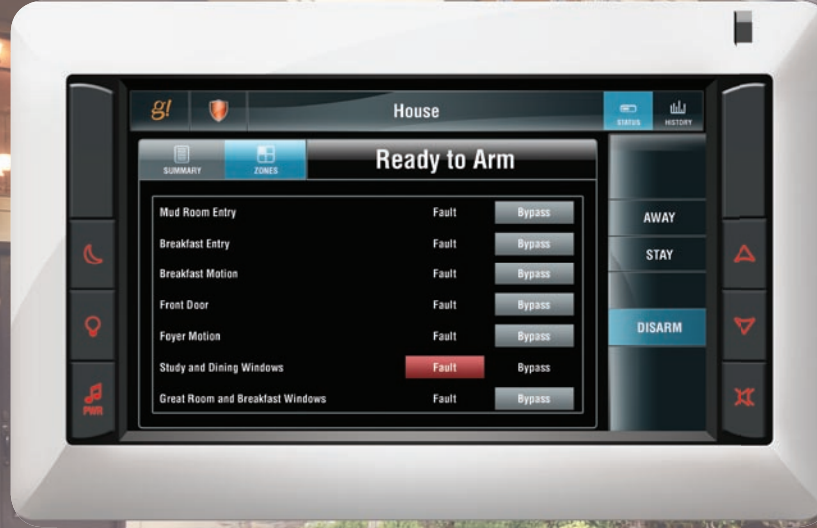 g!
House
STATUS
HISTORY
SUMMARY
ZONES
Ready to Arm
Mud Room Entry Fault Bypass
Breakfast Entry Fault Bypass
Breakfast Motion Fault Bypass
Front Door Fault Bypass
Foyer Motion Fault Bypass
Study and Dining Windows Fault Bypass
Great Room and Breakfast Windows Fault Bypass
AWAY
STAY
DISARM
PWR